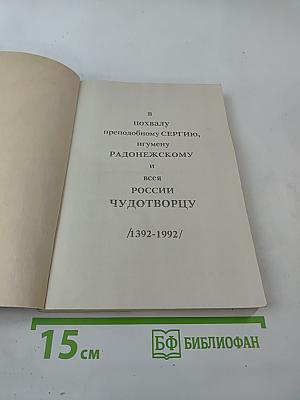 в
похвалу
преподобному СЕРГИЮ,
игумену
РАДОНЕЖСКОМУ
и
всея
РОССИИ
ЧУДОТВОРЦУ
/1392-1992/
15 см
БФ БИБЛИОФАН